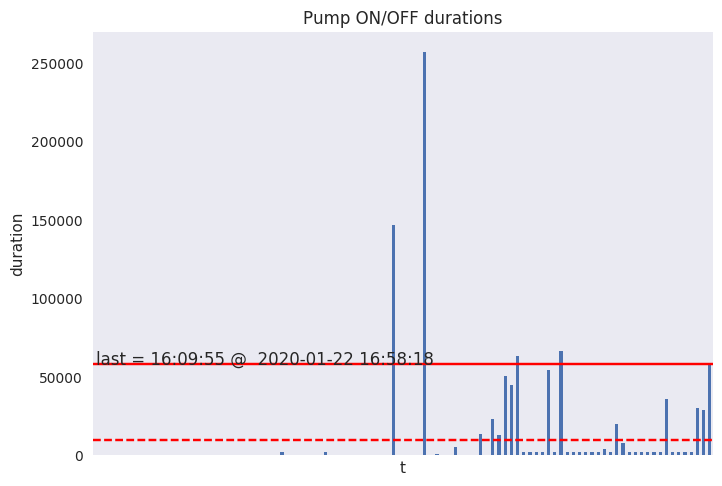 Pump ON/OFF durations
250000
200000
150000
100000
50000
0
duration
last = 16:09:55 @  2020-01-22 16:58:18
t